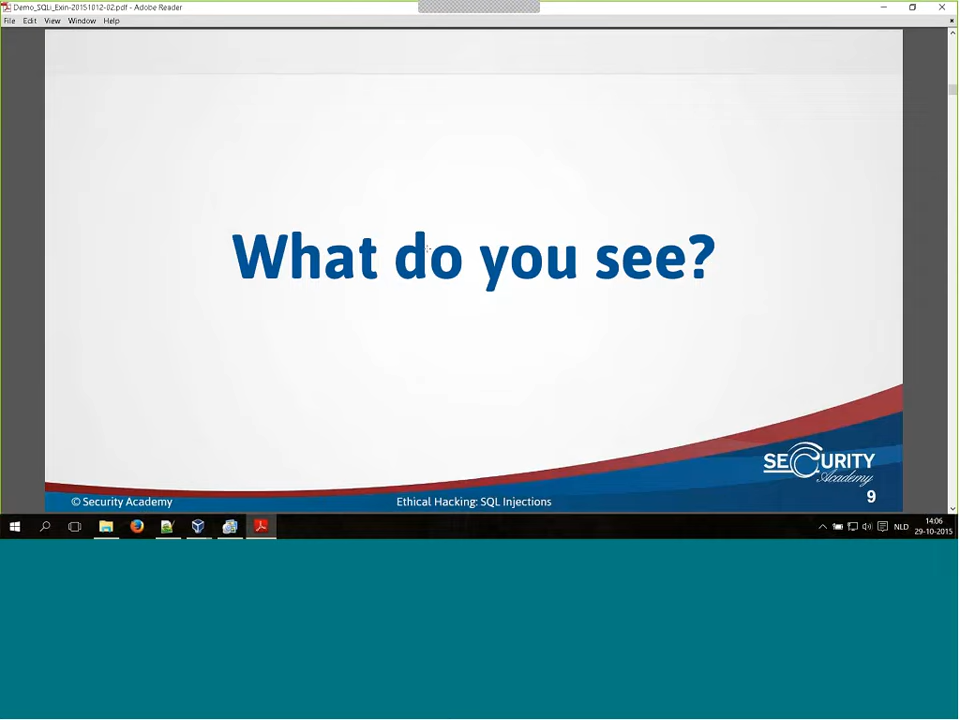 Demo_SQLi_Exin-20151012-02.pdf - Adobe Reader
File Edit View Window Help
What do you see?
SECURITY
Academy
9
© Security Academy
Ethical Hacking: SQL Injections
NLD
14:06
29-10-2015